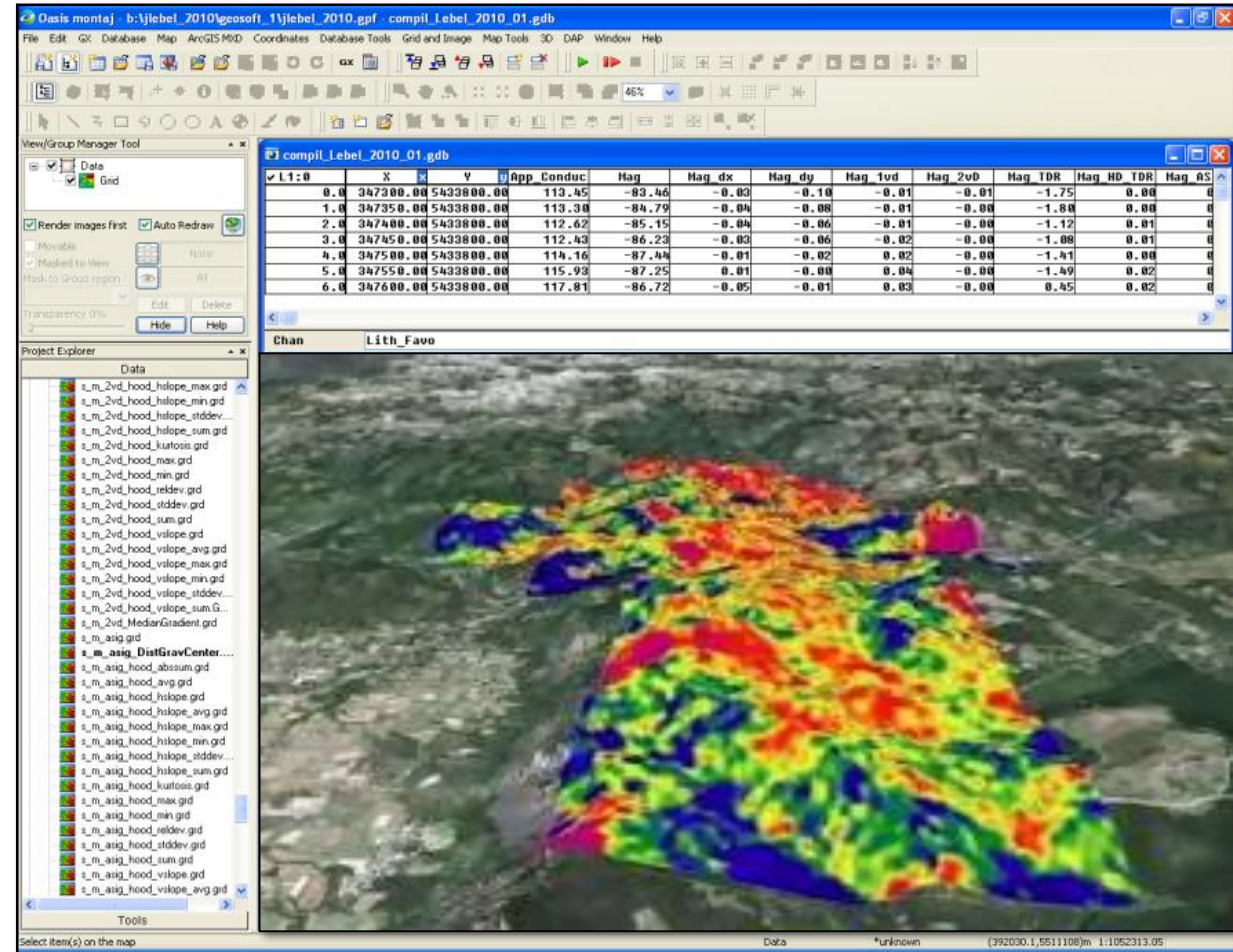 Oasis montaj - b:\jlebel_2010\geosoft_1\jlebel_2010.gpf - compil_Lebel_2010_01.gdb
File Edit GX Database Map ArcGIS MXD Coordinates Database Tools Grid and Image Map Tools 3D DAP Window Help
GX
46%
View/Group Manager Tool
Data
Grid
Render images first Auto Redraw
Movable
None
Masked to View
Mask to Group region
All
Edit Delete
Transparency 0%
Hide Help
compil_Lebel_2010_01.gdb
L1:0 X x Y y App_Conduc Mag Mag_dx Mag_dy Mag_1vd Mag_2vD Mag_TDR Mag_HD_TDR Mag_AS
0.0 347300.00 5433800.00 113.45 -83.46 -0.03 -0.10 -0.01 -0.01 -1.75 0.00
1.0 347350.00 5433800.00 113.30 -84.79 -0.04 -0.08 -0.01 -0.00 -1.80 0.00
2.0 347400.00 5433800.00 112.62 -85.15 -0.04 -0.06 -0.01 -0.00 -1.12 0.01
3.0 347450.00 5433800.00 112.43 -86.23 -0.03 -0.06 -0.02 -0.00 -1.08 0.01
4.0 347500.00 5433800.00 114.16 -87.44 -0.01 -0.02 0.02 -0.00 -1.41 0.00
5.0 347550.00 5433800.00 115.93 -87.25 0.01 -0.00 0.04 -0.00 -1.49 0.02
6.0 347600.00 5433800.00 117.81 -86.72 -0.05 -0.01 0.03 -0.00 0.45 0.02
Chan Lith_Favo
Project Explorer
Data
s_m_2vd_hood_hslope_max.grd
s_m_2vd_hood_hslope_min.grd
s_m_2vd_hood_hslope_stddev....
s_m_2vd_hood_hslope_sum.grd
s_m_2vd_hood_kurtosis.grd
s_m_2vd_hood_max.grd
s_m_2vd_hood_min.grd
s_m_2vd_hood_reldev.grd
s_m_2vd_hood_stddev.grd
s_m_2vd_hood_sum.grd
s_m_2vd_hood_vslope.grd
s_m_2vd_hood_vslope_avg.grd
s_m_2vd_hood_vslope_max.grd
s_m_2vd_hood_vslope_min.grd
s_m_2vd_hood_vslope_stddev....
s_m_2vd_hood_vslope_sum.G...
s_m_2vd_MedianGradient.grd
s_m_asig.grd
s_m_asig_DistGravCenter....
s_m_asig_hood_abssum.grd
s_m_asig_hood_avg.grd
s_m_asig_hood_hslope.grd
s_m_asig_hood_hslope_avg.grd
s_m_asig_hood_hslope_max.grd
s_m_asig_hood_hslope_min.grd
s_m_asig_hood_hslope_stddev....
s_m_asig_hood_hslope_sum.grd
s_m_asig_hood_kurtosis.grd
s_m_asig_hood_max.grd
s_m_asig_hood_min.grd
s_m_asig_hood_reldev.grd
s_m_asig_hood_stddev.grd
s_m_asig_hood_sum.grd
s_m_asig_hood_vslope.grd
s_m_asig_hood_vslope_avg.grd
Tools
Select item(s) on the map Data *unknown (392030.1,5511108)m 1:1052313.05